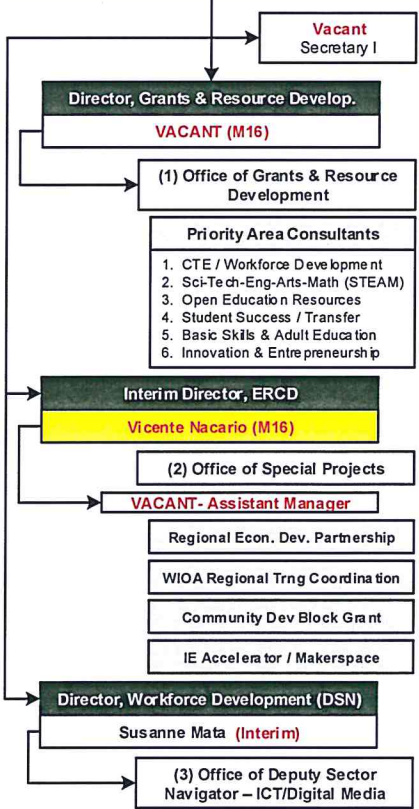 Vacant
Secretary I
Director, Grants & Resource Develop.
VACANT (M16)
(1) Office of Grants & Resource
Development
Priority Area Consultants
1. CTE / Workforce Development
2. Sci-Tech-Eng-Arts-Math (STEAM)
3. Open Education Resources
4. Student Success / Transfer
5. Basic Skills & Adult Education
6. Innovation & Entrepreneurship
Interim Director, ERCD
Vicente Nacario (M16)
(2) Office of Special Projects
VACANT- Assistant Manager
Regional Econ. Dev. Partnership
WIOA Regional Trng Coordination
Community Dev Block Grant
IE Accelerator / Makerspace
Director, Workforce Development (DSN)
Susanne Mata (Interim)
(3) Office of Deputy Sector
Navigator – ICT/Digital Media